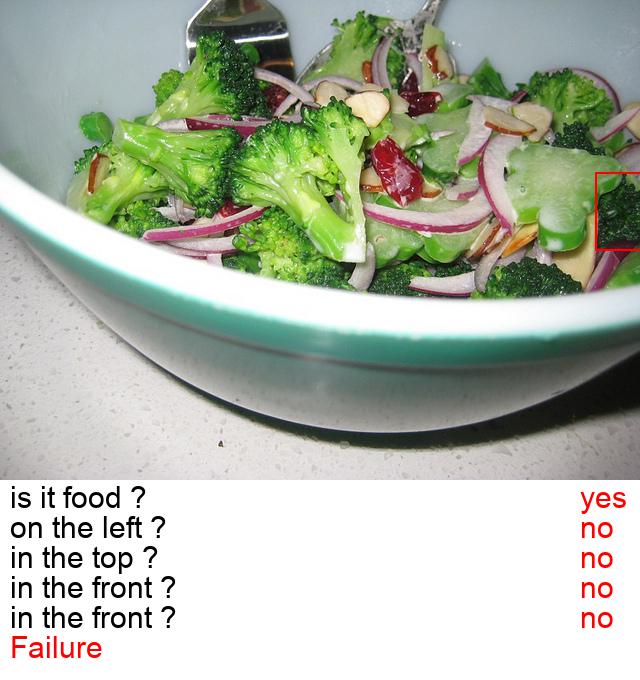 is it food ? yes
on the left ? no
in the top ? no
in the front ? no
in the front ? no
Failure